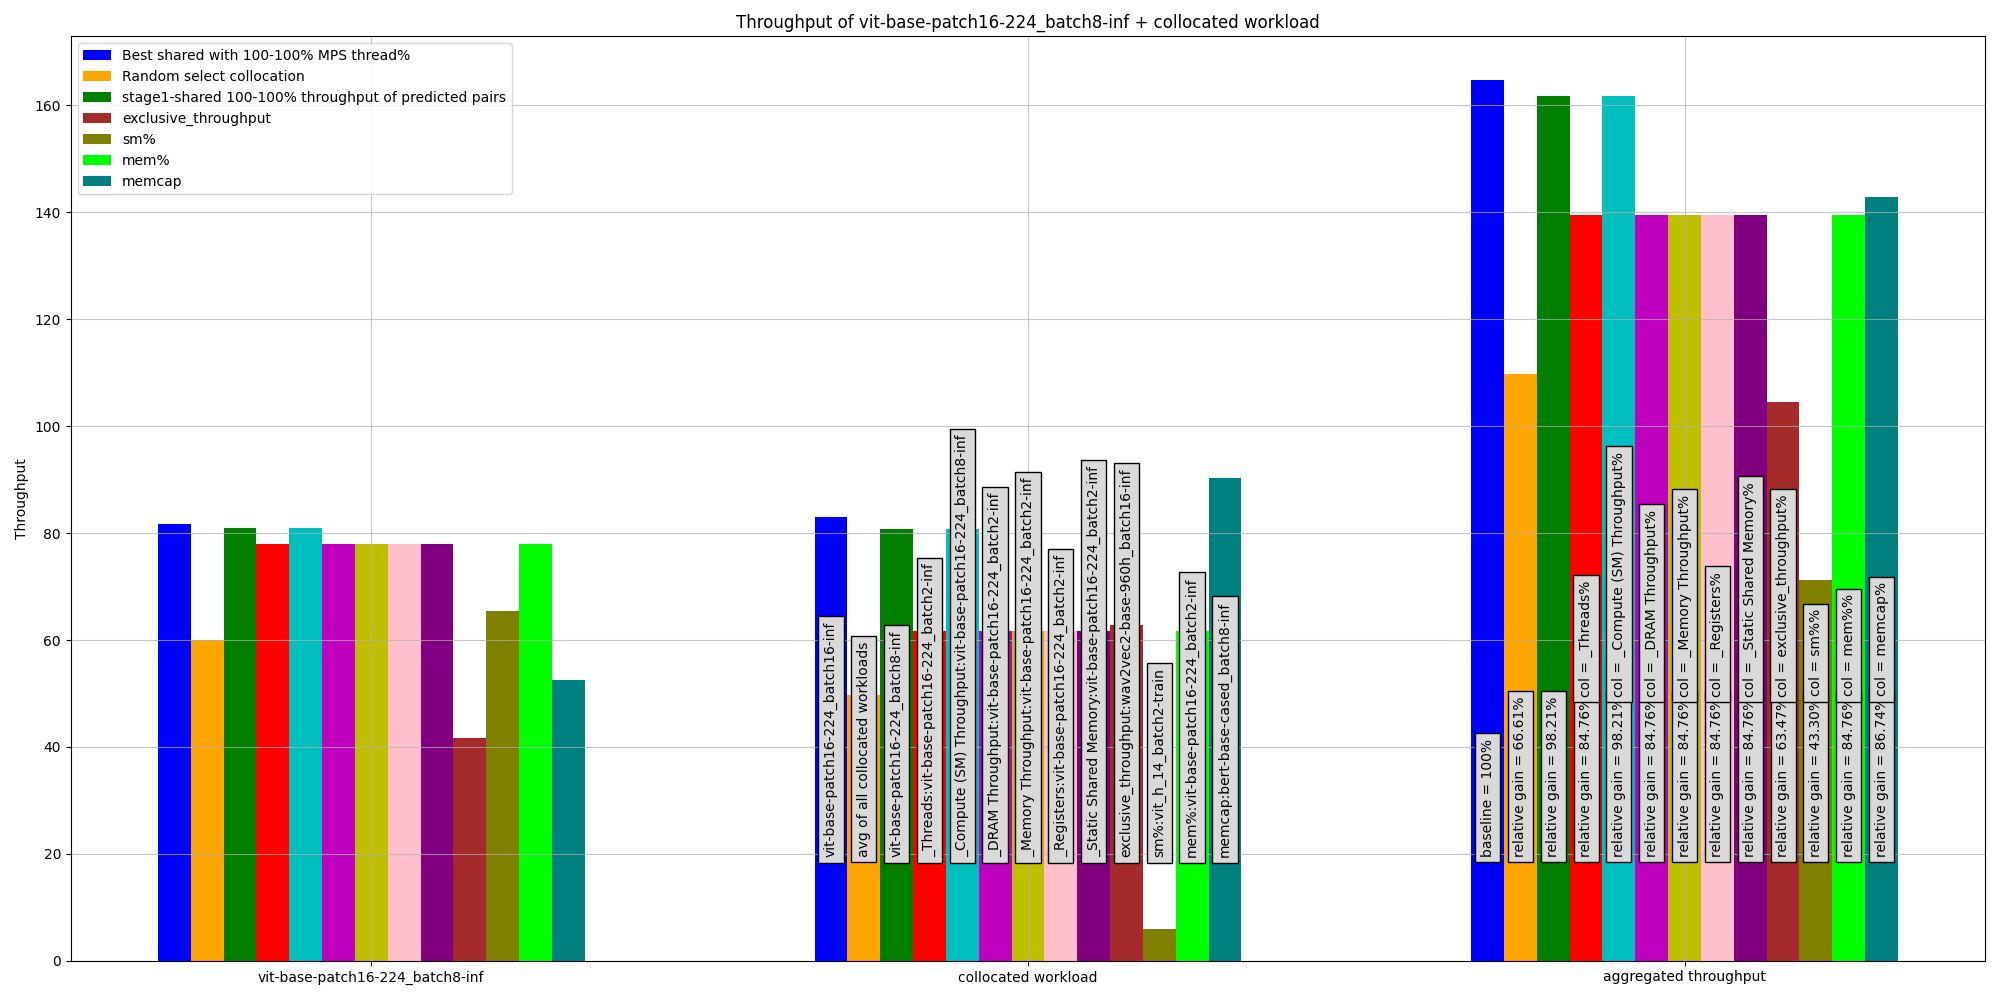 Throughput of vit-base-patch16-224_batch8-inf + collocated workload
Best shared with 100-100% MPS thread%
Random select collocation
stage1-shared 100-100% throughput of predicted pairs
exclusive_throughput
sm%
mem%
memcap
Throughput
160
140
120
100
80
60
40
20
0
vit-base-patch16-224_batch16-inf
avg of all collocated workloads
vit-base-patch16-224_batch8-inf
_Threads:vit-base-patch16-224_batch2-inf
_Compute (SM) Throughput:vit-base-patch16-224_batch8-inf
_DRAM Throughput:vit-base-patch16-224_batch2-inf
_Memory Throughput:vit-base-patch16-224_batch2-inf
_Registers:vit-base-patch16-224_batch2-inf
_Static Shared Memory:vit-base-patch16-224_batch2-inf
exclusive_throughput:wav2vec2-base-960h_batch16-inf
sm%:vit_h_14_batch2-train
mem%:vit-base-patch16-224_batch2-inf
memcap:bert-base-cased_batch8-inf
baseline = 100%
relative gain = 66.61%
relative gain = 98.21%
relative gain = 84.76%
col = _Threads%
relative gain = 98.21%
col = _Compute (SM) Throughput%
relative gain = 84.76%
col = _DRAM Throughput%
relative gain = 84.76%
col = _Memory Throughput%
relative gain = 84.76%
col = _Registers%
relative gain = 84.76%
col = _Static Shared Memory%
relative gain = 63.47%
col = exclusive_throughput%
relative gain = 43.30%
col = sm%%
relative gain = 84.76%
col = mem%%
relative gain = 86.74%
col = memcap%
vit-base-patch16-224_batch8-inf
collocated workload
aggregated throughput